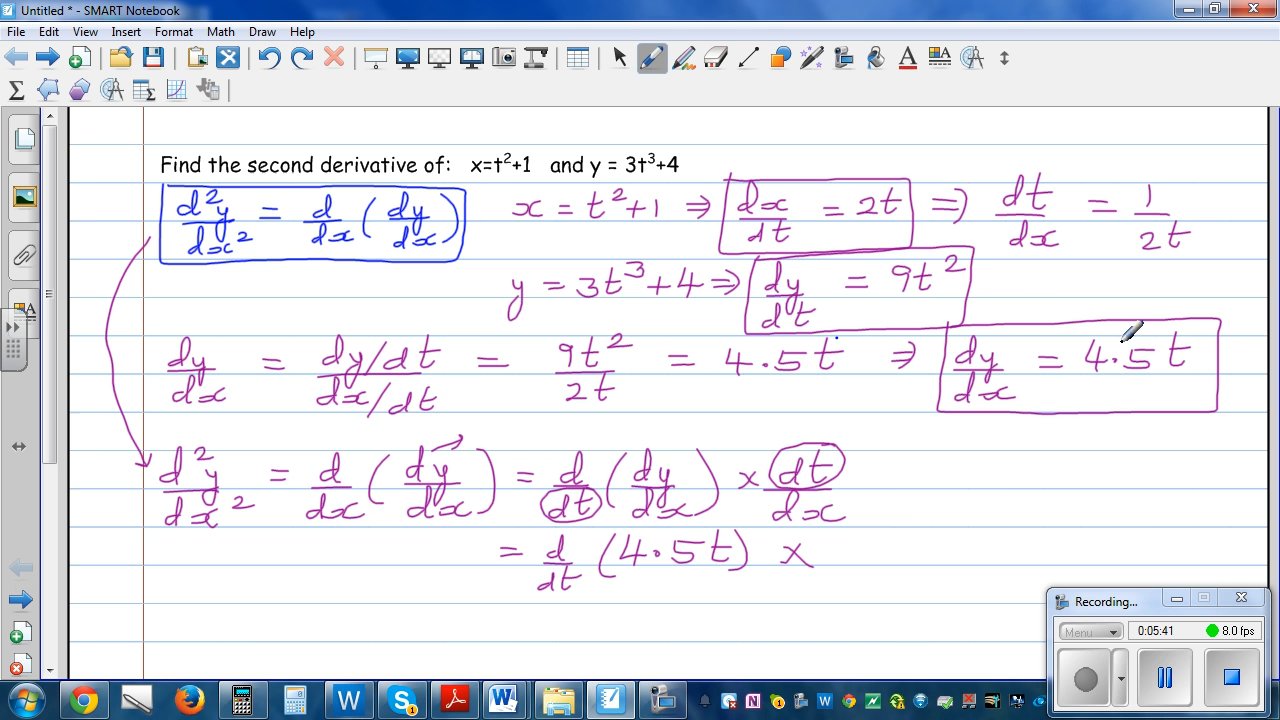 Untitled * - SMART Notebook
File Edit View Insert Format Math Draw Help
Find the second derivative of: x=t²+1 and y = 3t³+4
d²y/dx² = d/dx (dy/dx)
x = t² + 1 ⇒ dx/dt = 2t ⇒ dt/dx = 1/2t
y = 3t³ + 4 ⇒ dy/dt = 9t²
dy/dx = dy/dt / dx/dt = 9t²/2t = 4.5t ⇒ dy/dx = 4.5t
d²y/dx² = d/dx (dy/dx) = d/dt (dy/dx) × dt/dx
= d/dt (4.5t) ×
Recording...
Menu 0:05:41 8.0 fps